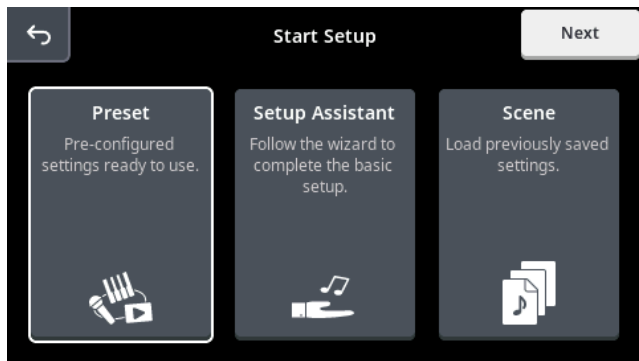 Start Setup
Next
Preset
Pre-configured
settings ready to use.
Setup Assistant
Follow the wizard to
complete the basic
setup.
Scene
Load previously saved
settings.